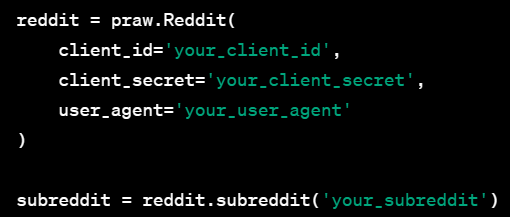 reddit = praw.Reddit(
    client_id='your_client_id',
    client_secret='your_client_secret',
    user_agent='your_user_agent'
)
subreddit = reddit.subreddit('your_subreddit')